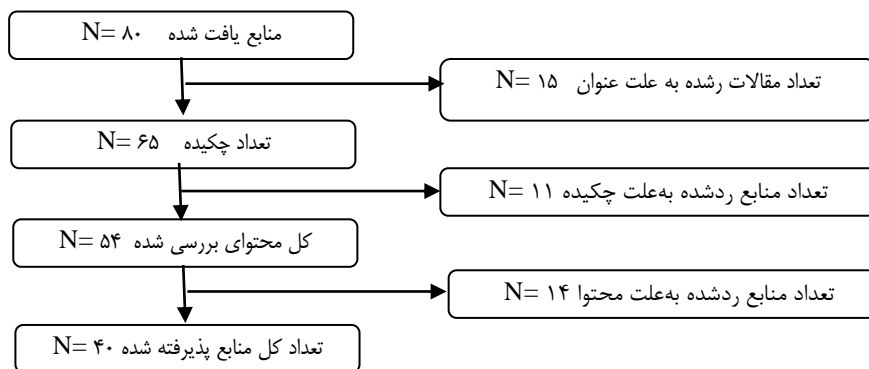 منابع یافت شده N= ۸۰
تعداد مقالات رشده به علت عنوان N= ۱۵
تعداد چکیده N= ۶۵
تعداد منابع ردشده به‌علت چکیده N= ۱۱
کل محتوای بررسی شده N= ۵۴
تعداد منابع ردشده به‌علت محتوا N= ۱۴
تعداد کل منابع پذیرفته شده N= ۴۰